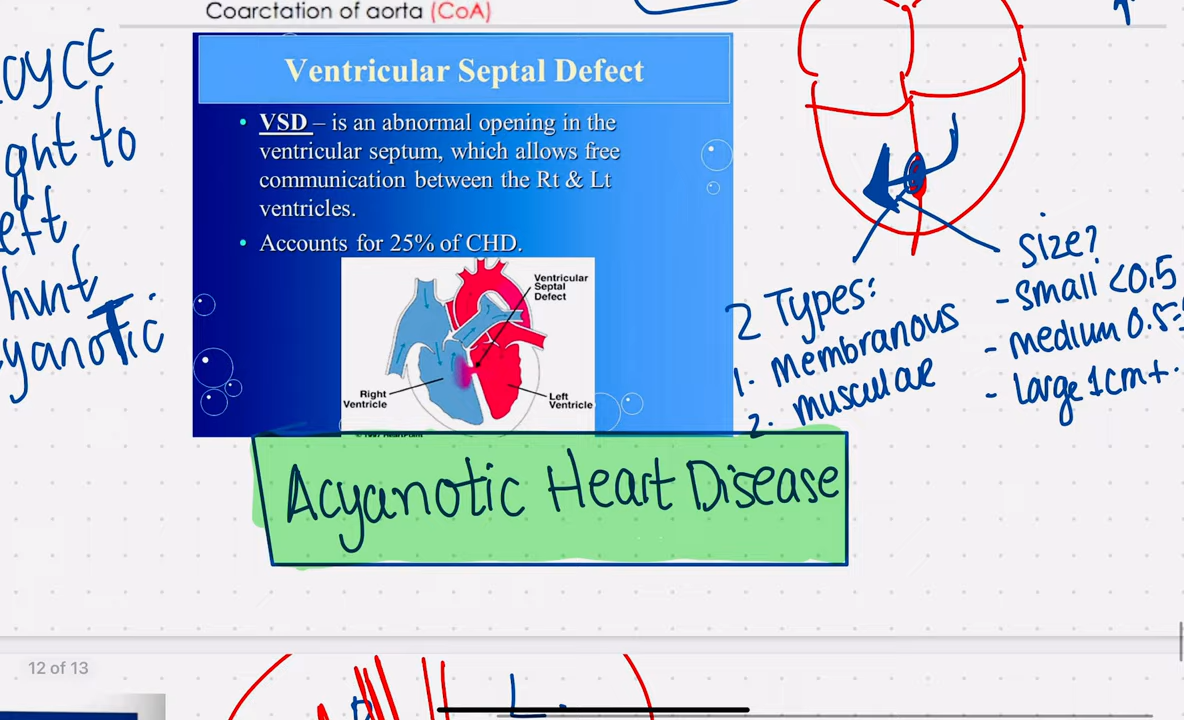 Coarctation of aorta (CoA)
Ventricular Septal Defect
• VSD – is an abnormal opening in the
ventricular septum, which allows free
communication between the Rt & Lt
ventricles.
• Accounts for 25% of CHD.
Ventricular
Septal
Defect
Right
Ventricle
Left
Ventricle
OYCE
ght to
eft
hunt
yanoTic
2 Types:
1. Membranous
2. muscular
Size?
- small <0.5
- medium 0.5-
- large 1cm+.
Acyanotic Heart Disease
12 of 13